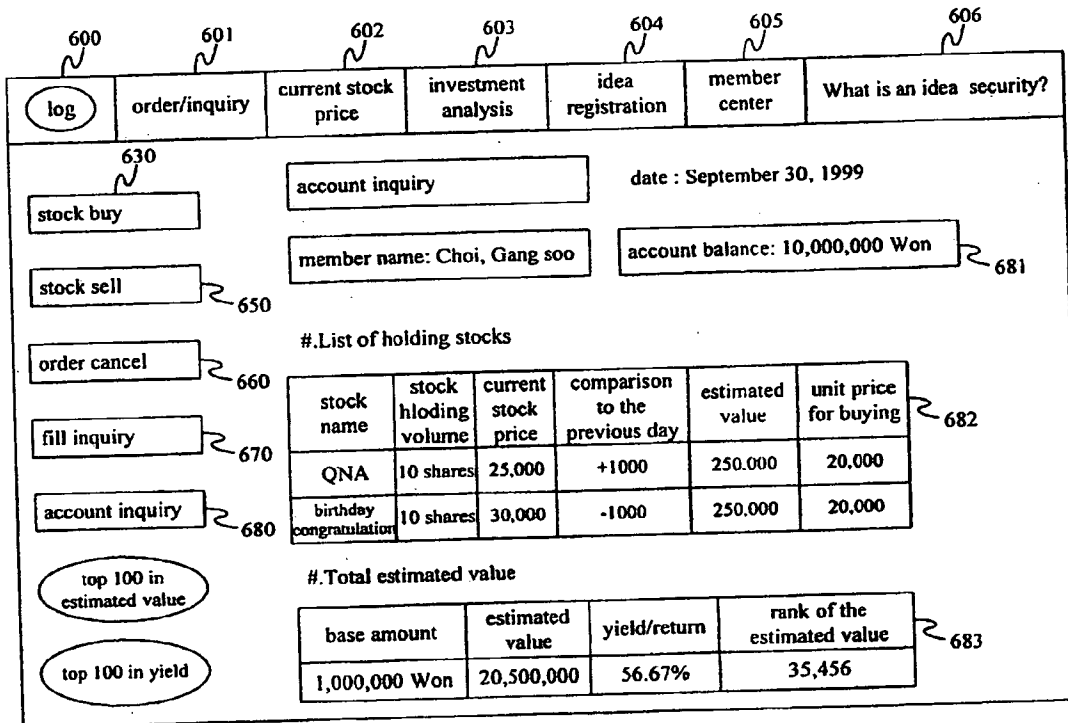 600 601 602 603 604 605 606
log order/inquiry current stock price investment analysis idea registration member center What is an idea security?
630
stock buy
account inquiry
date : September 30, 1999
member name: Choi, Gang soo
account balance: 10,000,000 Won
681
stock sell
650
#.List of holding stocks
order cancel
660
stock name stock hloding volume current stock price comparison to the previous day estimated value unit price for buying
682
fill inquiry
670
QNA 10 shares 25,000 +1000 250.000 20,000
account inquiry
680
birthday congratulation 10 shares 30,000 -1000 250,000 20,000
top 100 in estimated value
#.Total estimated value
base amount estimated value yield/return rank of the estimated value
683
top 100 in yield
1,000,000 Won 20,500,000 56.67% 35,456